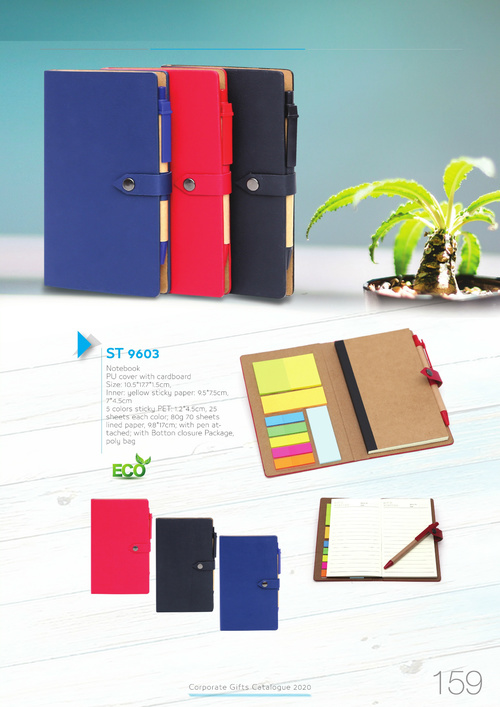 ST 9603
Notebook
PU cover with cardboard
Size: 10.5*17.7*1.5cm,
Inner: yellow sticky paper: 9.5*7.5cm,
7*4.5cm
5 colors sticky PET: 1.2*4.5cm, 25
sheets each color; 80g 70 sheets
lined paper, 9.8*17cm; with pen at-
tached; with Botton closure Package,
poly bag
ECO
Corporate Gifts Catalogue 2020
159